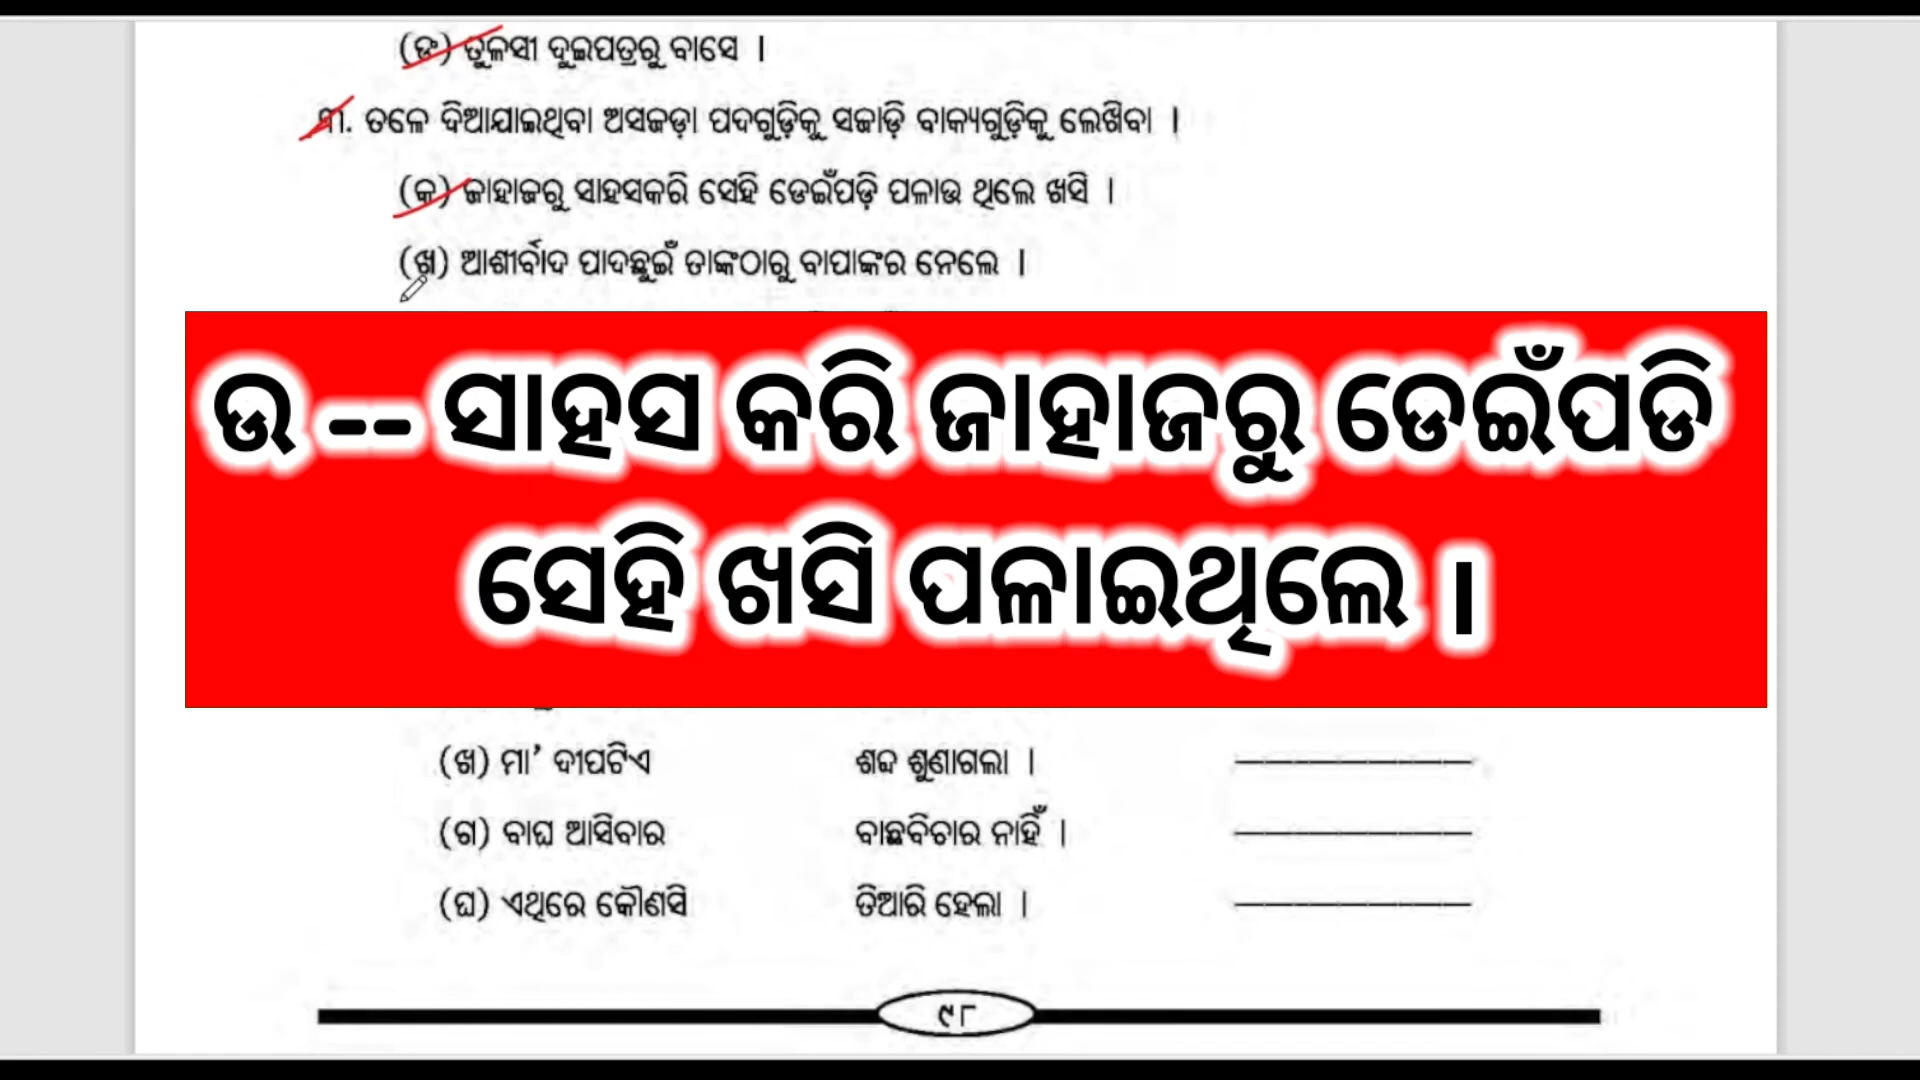 (ଙ) ତୁଳସୀ ଦୁଇପତ୍ରରୁ ବାସେ ।
୩. ତଳେ ଦିଆଯାଇଥିବା ଅସଜଡ଼ା ପଦଗୁଡ଼ିକୁ ସଜାଡ଼ି ବାକ୍ୟଗୁଡ଼ିକୁ ଲେଖିବା ।
(କ) ଜାହାଜରୁ ସାହସକରି ସେହି ଡେଇଁପଡ଼ି ପଳାଉ ଥିଲେ ଖସି ।
(ଖ) ଆଶୀର୍ବାଦ ପାଦଛୁଇଁ ତାଙ୍କଠାରୁ ବାପାଙ୍କର ନେଲେ ।
ଉ -- ସାହସ କରି ଜାହାଜରୁ ଡେଇଁପଡି
ସେହି ଖସି ପଳାଇଥିଲେ ।
(ଖ) ମା’ ଦୀପଟିଏ ଶବ୍ଦ ଶୁଣାଗଲା ।
(ଗ) ବାଘ ଆସିବାର ବାଛବିଚାର ନାହିଁ ।
(ଘ) ଏଥିରେ କୌଣସି ତିଆରି ହେଲା ।
୯୮